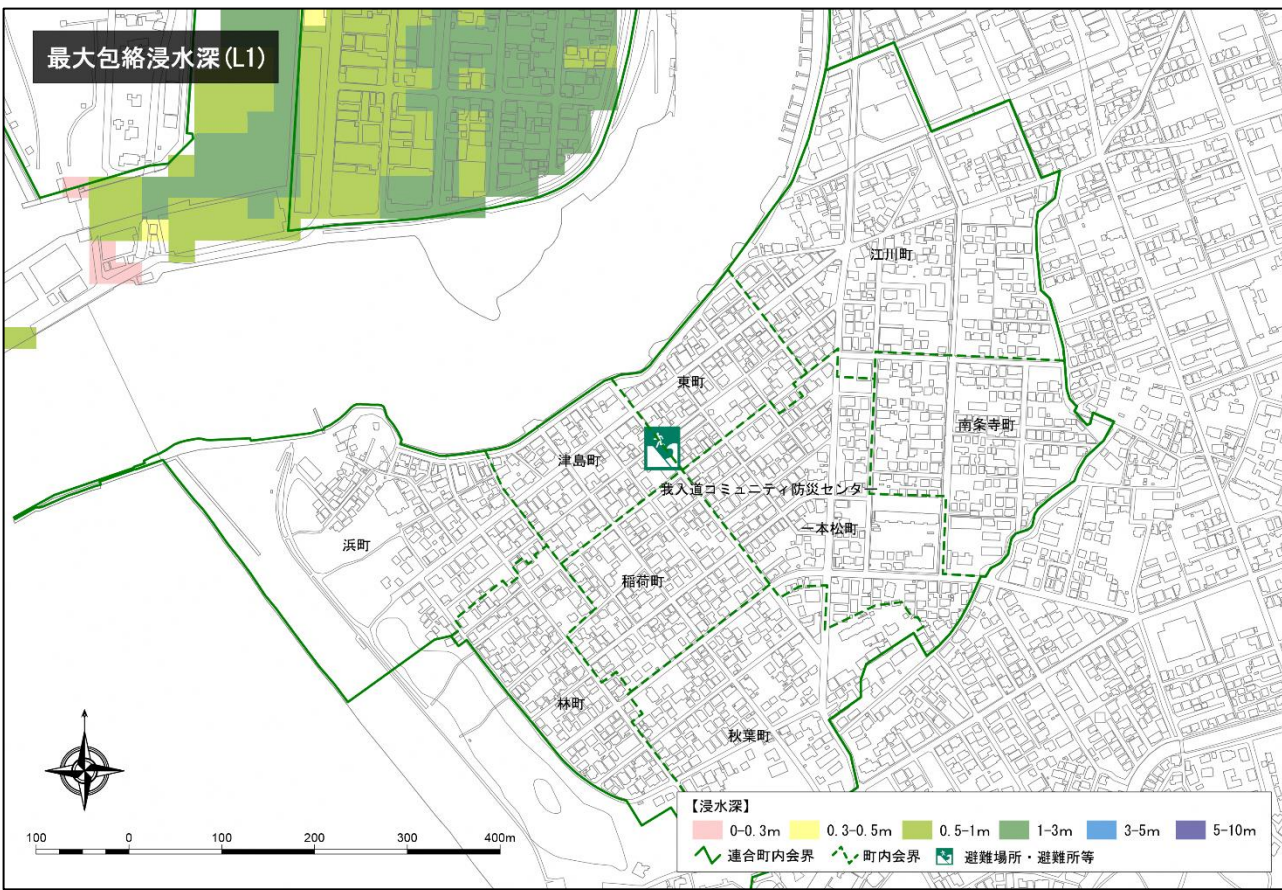 最大包絡浸水深(L1)
江川町
東町
南条寺町
津島町
我入道コミュニティ防災センター
一本松町
浜町
稲荷町
林町
秋葉町
100 0 100 200 300 400m
【浸水深】
0-0.3m 0.3-0.5m 0.5-1m 1-3m 3-5m 5-10m
連合町内会界 町内会界 避難場所・避難所等